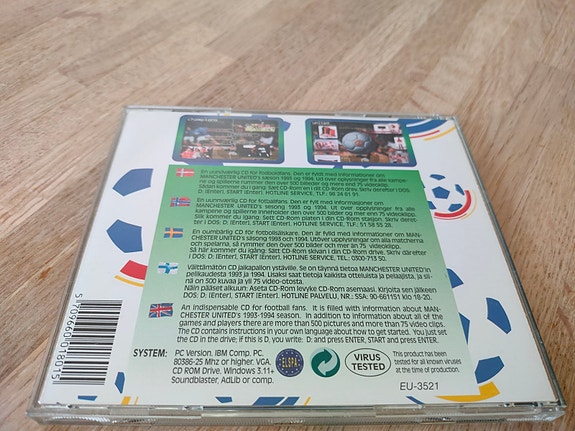 En uunnværlig CD for fotboldfans. Den er fyldt med informationer om
MANCHESTER UNITED's sæsong 1993 og 1994. Ud over oplysninger fra alle kampe-
ne og spillerne rummer den over 500 billeder og mer end 75 videoklip.
Sådan kommer du igang: Sæt CD-Rom en i dit CD-Rom drev. Skriv derefter i DOS:
D: (Enter), START (Enter). HOTLINE SERVICE, TLF:
En uunnværlig CD for fotballfans. Den er fylt med informasjoner om
MANCHESTER UNITED's sesong 1993 og 1994. Ut over opplysninger fra alle
kampene og spillerne inneholder den over 500 bilder og mer enn 75 videoklipp.
Slik kommer du igang: Sett CD-Rom platen i din CD-Rom stasjon. Skriv deret-
ter i DOS: D: (Enter), START (Enter). HOTLINE SERVICE, TLF: 51 58 55 28.
En oumbärlig CD för fotbollsälskare. Den är fylld med information om MAN-
CHESTER UNITED's säsong 1993 och 1994. Utöver opplysningar om alla matcherna
och spelarna, så rymmer den över 500 bilder och mer än 75 videoklipp.
Så här kommer du igång: Sätt CD-Rom skivan i din CD-Rom drive. Skriv därefter
i DOS: D: (Enter), START (Enter). HOTLINE SERVICE, TEL: 0300-713 50.
Välttämätön CD jalkapallon ystäville. Se on täynnä tietoa MANCHESTER UNITED'in
pelikaudesta 1993 ja 1994. Lisäksi saat tietoja kaikista otteluista ja pelaajista, ja sii-
nä on 500 kuvaa ja yli 75 video-otosta.
Näin pääset alkuun: Aseta CD-Rom levyke CD-Rom asemaasi. Kirjoita sen jälkeen
DOS: D: (Enter), START (Enter). HOTLINE PALVELU, NR.: SSA: 90-661151 klo 18-20.
An indispensable CD for football fans. It is filled with information about MAN-
CHESTER UNITED's 1993-1994 season. In addition to information about all of the
games and players there are more than 500 pictures and more than 75 video clips.
The CD contains instructions in your own language about how to get started. You just set
the CD in the drive; if this is D, you write: D: and press ENTER, START and press ENTER.
SYSTEM: PC Version. IBM Comp. PC.
80386-25 Mhz or higher. VGA.
CD ROM Drive. Windows 3.11+
Soundblaster, AdLib or comp.
ELSPA
VIRUS
TESTED
This product has been
tested for all known viruses
at the time of production.
EU-3521